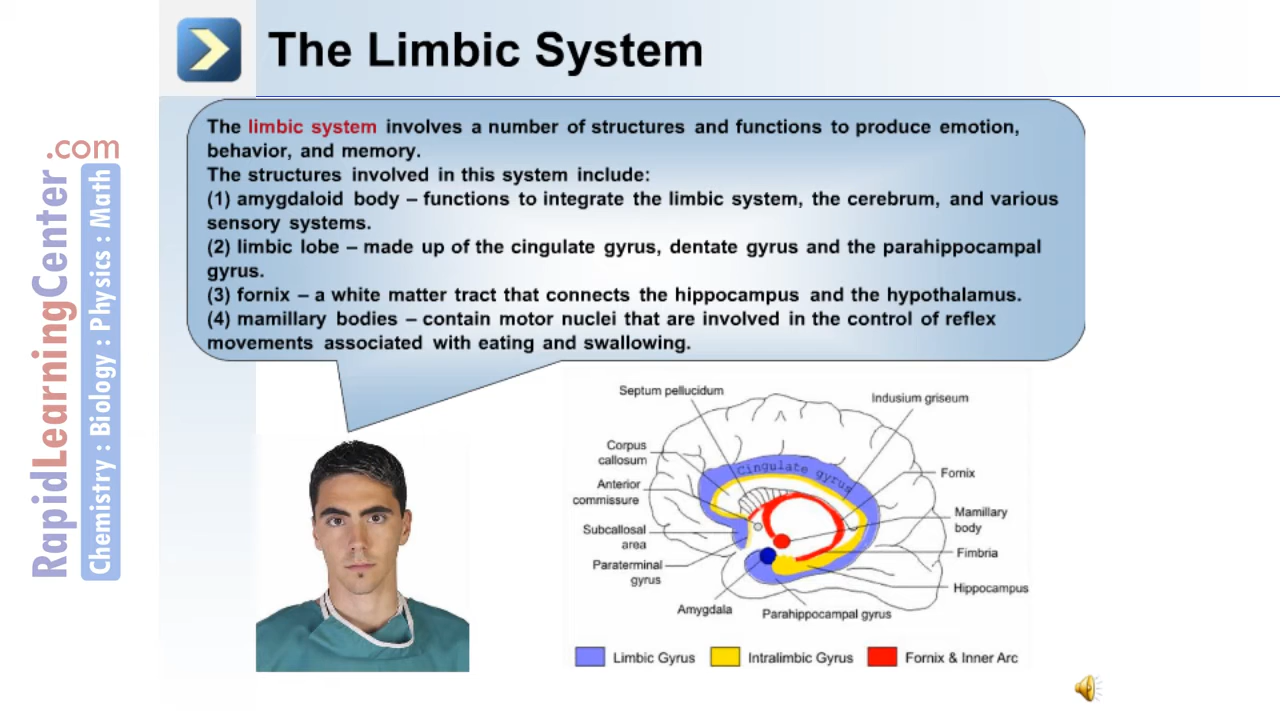 The Limbic System
The limbic system involves a number of structures and functions to produce emotion,
behavior, and memory.
The structures involved in this system include:
(1) amygdaloid body – functions to integrate the limbic system, the cerebrum, and various
sensory systems.
(2) limbic lobe – made up of the cingulate gyrus, dentate gyrus and the parahippocampal
gyrus.
(3) fornix – a white matter tract that connects the hippocampus and the hypothalamus.
(4) mamillary bodies – contain motor nuclei that are involved in the control of reflex
movements associated with eating and swallowing.
RapidLearningCenter.com
Chemistry : Biology : Physics : Math
Septum pellucidum
Indusium griseum
Corpus
callosum
Cingulate gyrus
Fornix
Anterior
commissure
Mamillary
body
Subcallosal
area
Fimbria
Paraterminal
gyrus
Hippocampus
Amygdala
Parahippocampal gyrus
Limbic Gyrus
Intralimbic Gyrus
Fornix & Inner Arc